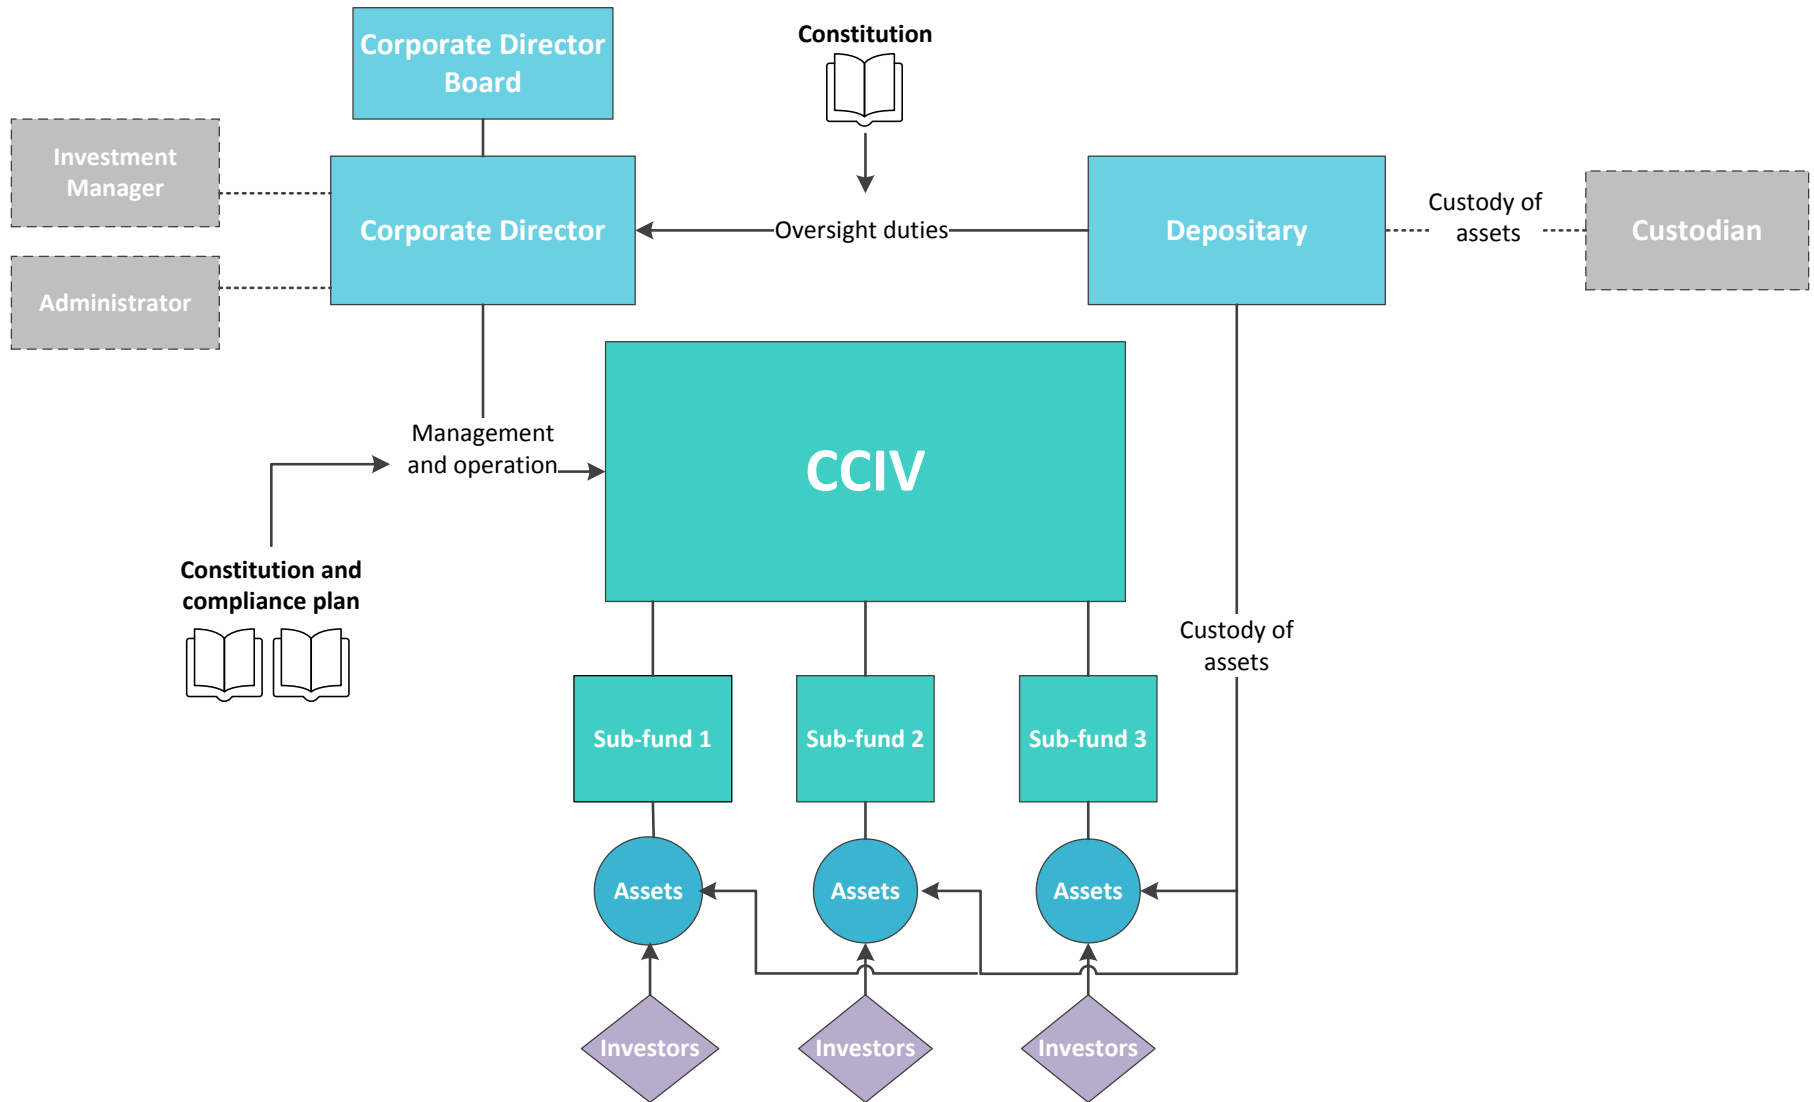 Corporate Director
Board
Constitution
Investment
Manager
Corporate Director
Oversight duties
Depositary
Custody of
assets
Custodian
Administrator
Management
and operation
CCIV
Constitution and
compliance plan
Custody of
assets
Sub-fund 1
Sub-fund 2
Sub-fund 3
Assets
Assets
Assets
Investors
Investors
Investors